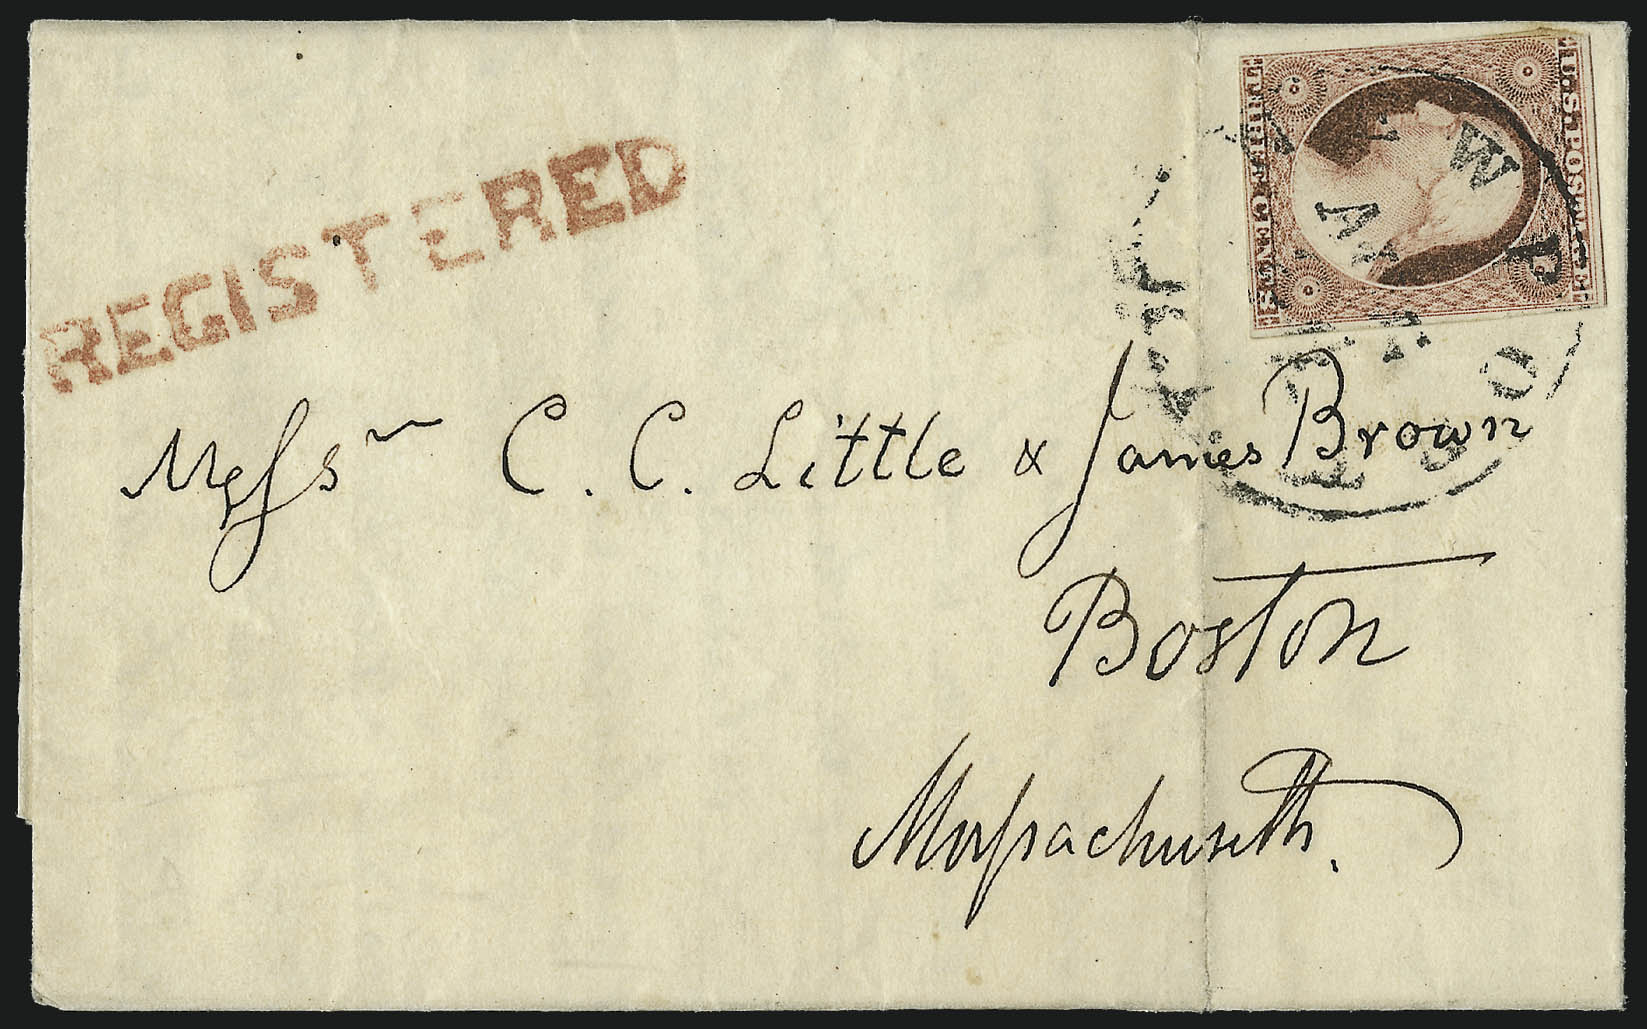 REGISTERED
U.S. POSTAGE
THREE CENTS
Messrs C. C. Little & James Brown
Boston
Massachusetts.